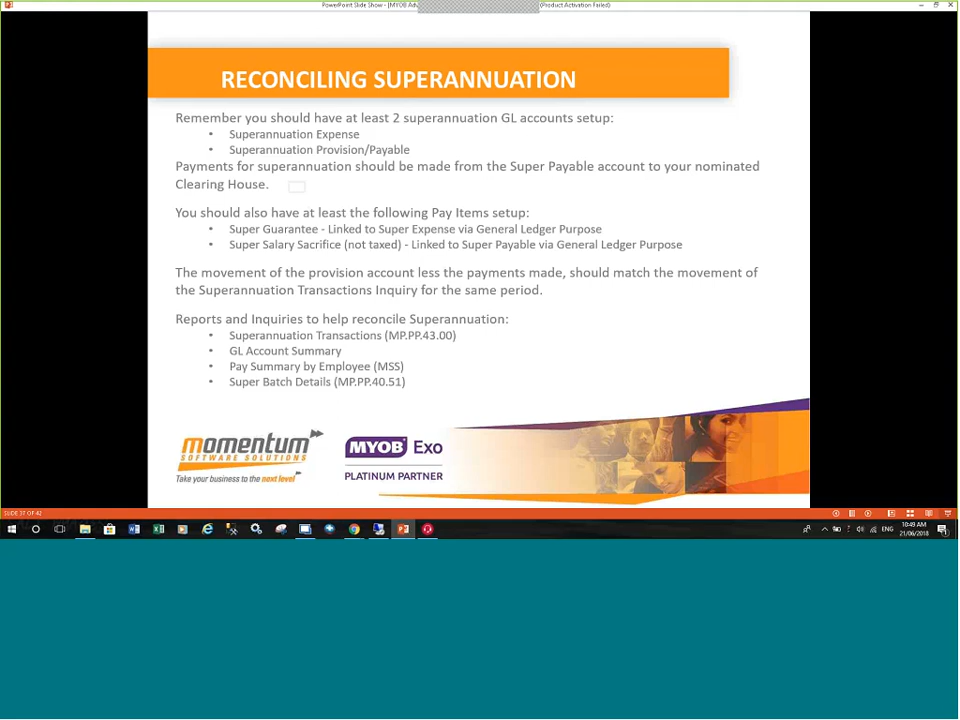 PowerPoint Slide Show - [MYOB Adv
(Product Activation Failed)
RECONCILING SUPERANNUATION
Remember you should have at least 2 superannuation GL accounts setup:
• Superannuation Expense
• Superannuation Provision/Payable
Payments for superannuation should be made from the Super Payable account to your nominated
Clearing House.
You should also have at least the following Pay Items setup:
• Super Guarantee - Linked to Super Expense via General Ledger Purpose
• Super Salary Sacrifice (not taxed) - Linked to Super Payable via General Ledger Purpose
The movement of the provision account less the payments made, should match the movement of
the Superannuation Transactions Inquiry for the same period.
Reports and Inquiries to help reconcile Superannuation:
• Superannuation Transactions (MP.PP.43.00)
• GL Account Summary
• Pay Summary by Employee (MSS)
• Super Batch Details (MP.PP.40.51)
momentum
SOFTWARE SOLUTIONS
Take your business to the next level
MYOB Exo
PLATINUM PARTNER
SLIDE 37 OF 42
ENG
10:49 AM
21/06/2018